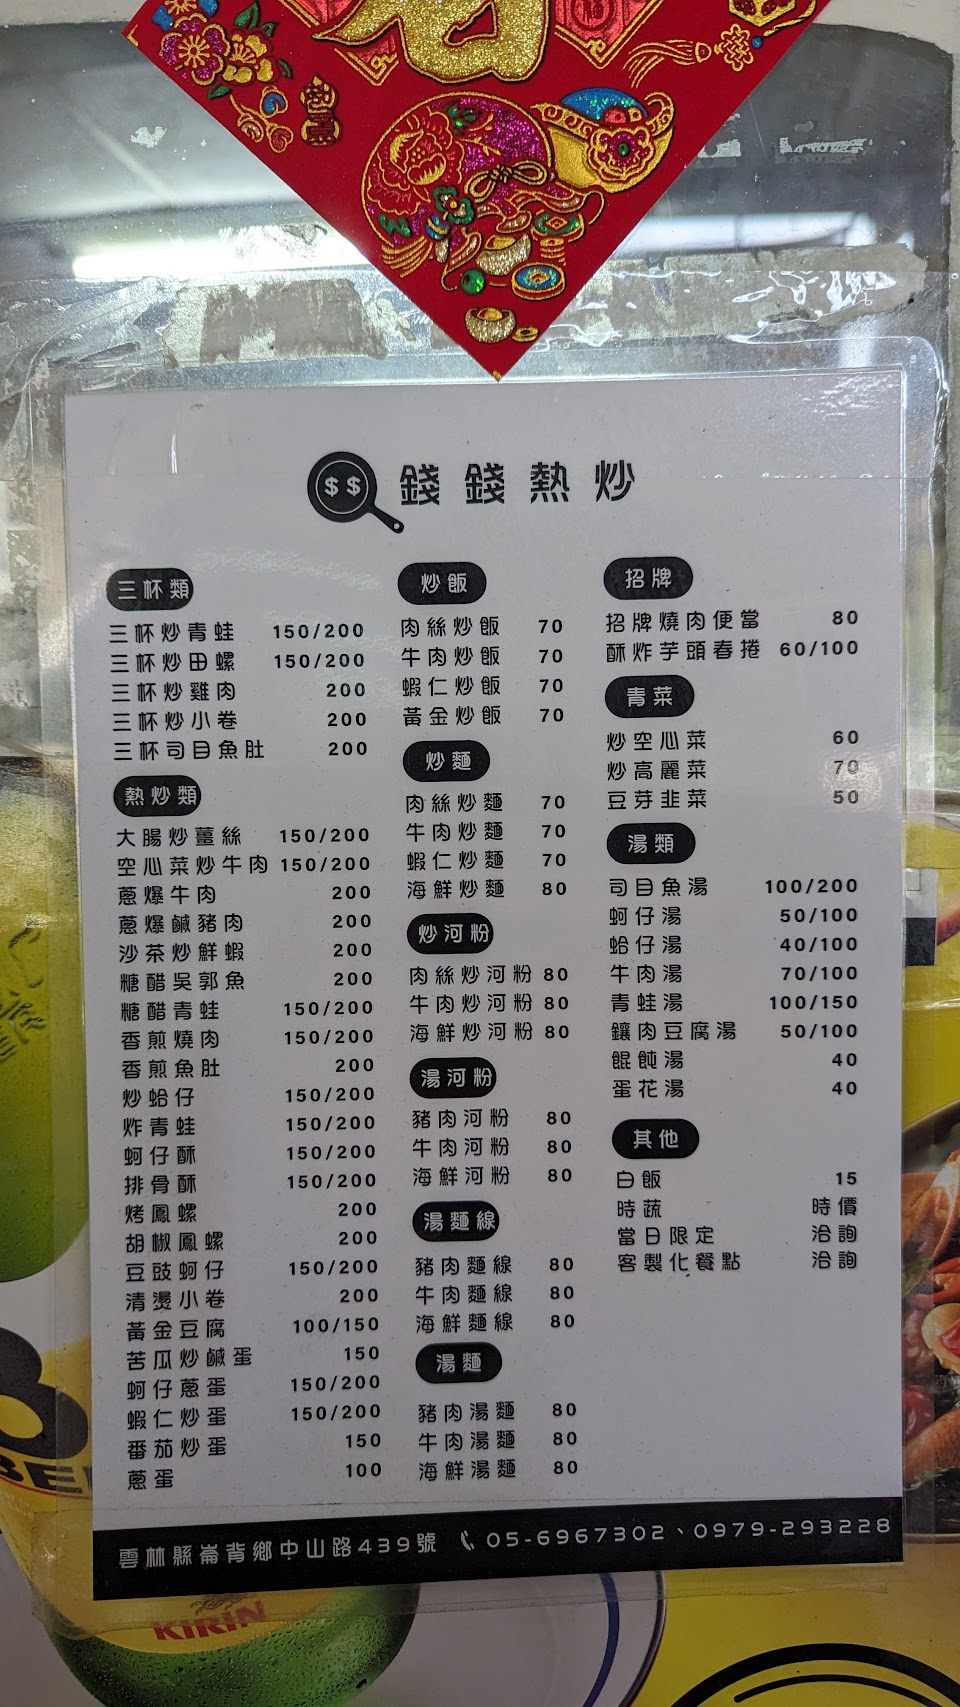 $$ 錢錢熱炒
三杯類
三杯炒青蛙 150/200
三杯炒田螺 150/200
三杯炒雞肉 200
三杯炒小卷 200
三杯司目魚肚 200
熱炒類
大腸炒薑絲 150/200
空心菜炒牛肉 150/200
蔥爆牛肉 200
蔥爆鹹豬肉 200
沙茶炒鮮蝦 200
糖醋吳郭魚 200
糖醋青蛙 150/200
香煎燒肉 150/200
香煎魚肚 200
炒蛤仔 150/200
炸青蛙 150/200
蚵仔酥 150/200
排骨酥 150/200
烤鳳螺 200
胡椒鳳螺 200
豆豉蚵仔 150/200
清燙小卷 200
黃金豆腐 100/150
苦瓜炒鹹蛋 150
蚵仔蔥蛋 150/200
蝦仁炒蛋 150/200
番茄炒蛋 150
蔥蛋 100
炒飯
肉絲炒飯 70
牛肉炒飯 70
蝦仁炒飯 70
黃金炒飯 70
炒麵
肉絲炒麵 70
牛肉炒麵 70
蝦仁炒麵 70
海鮮炒麵 80
炒河粉
肉絲炒河粉 80
牛肉炒河粉 80
海鮮炒河粉 80
湯河粉
豬肉河粉 80
牛肉河粉 80
海鮮河粉 80
湯麵線
豬肉麵線 80
牛肉麵線 80
海鮮麵線 80
湯麵
豬肉湯麵 80
牛肉湯麵 80
海鮮湯麵 80
招牌
招牌燒肉便當 80
酥炸芋頭春捲 60/100
青菜
炒空心菜 60
炒高麗菜 70
豆芽韭菜 50
湯類
司目魚湯 100/200
蚵仔湯 50/100
蛤仔湯 40/100
牛肉湯 70/100
青蛙湯 100/150
鑲肉豆腐湯 50/100
餛飩湯 40
蛋花湯 40
其他
白飯 15
時蔬 時價
當日限定 洽詢
客製化餐點 洽詢
雲林縣崙背鄉中山路439號 05-6967302、0979-293228
KIRIN